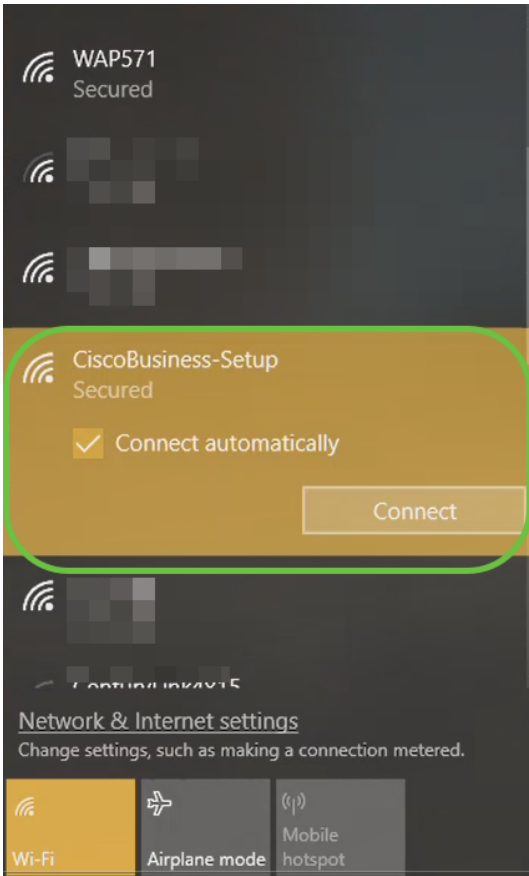 WAP571
Secured
CiscoBusiness-Setup
Secured
Connect automatically
Connect
Network & Internet settings
Change settings, such as making a connection metered.
Wi-Fi
Airplane mode
Mobile
hotspot